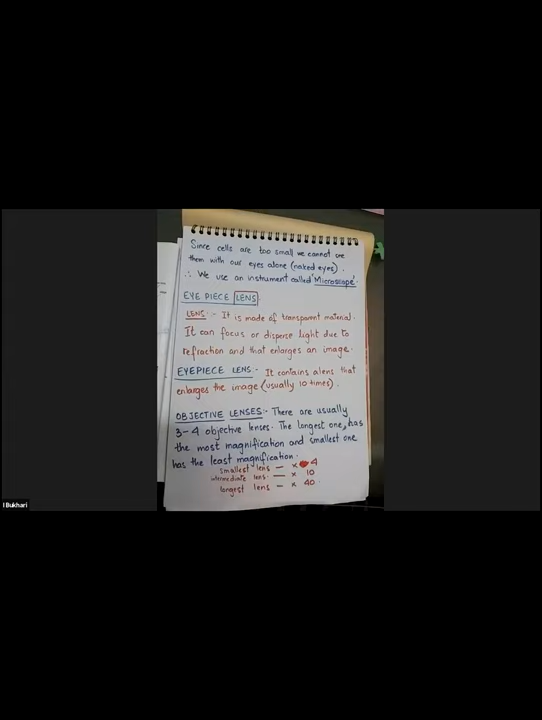 Since cells are too small we cannot see
them with our eyes alone (naked eyes).
∴ We use an instrument called 'Microscope'.
EYE PIECE LENS.
LENS :- It is made of transparent material.
It can focus or disperse light due to
refraction and that enlarges an image.
EYEPIECE LENS - It contains a lens that
enlarges the image (usually 10 times).
OBJECTIVE LENSES:- There are usually
3-4 objective lenses. The longest one, has
the most magnification and smallest one
has the least magnification.
smallest lens — × 4
intermediate lens — × 10
longest lens — × 40.
I Bukhari